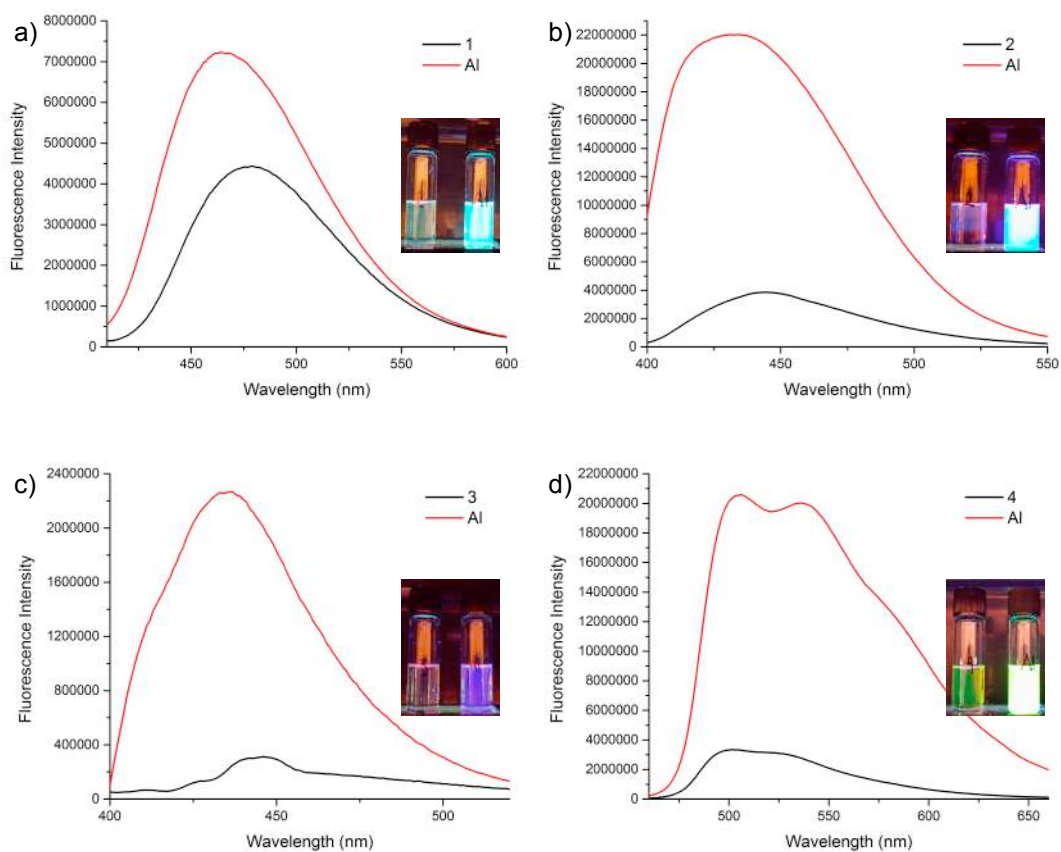 a)
8000000
7000000
6000000
5000000
4000000
3000000
2000000
1000000
0
Fluorescence Intensity
1
Al
450 500 550 600
Wavelength (nm)
b)
22000000
20000000
18000000
16000000
14000000
12000000
10000000
8000000
6000000
4000000
2000000
0
Fluorescence Intensity
2
Al
400 450 500 550
Wavelength (nm)
c)
2400000
2000000
1600000
1200000
800000
400000
0
Fluorescence Intensity
3
Al
400 450 500
Wavelength (nm)
d)
22000000
20000000
18000000
16000000
14000000
12000000
10000000
8000000
6000000
4000000
2000000
0
Fluorescence Intensity
4
Al
500 550 600 650
Wavelength (nm)